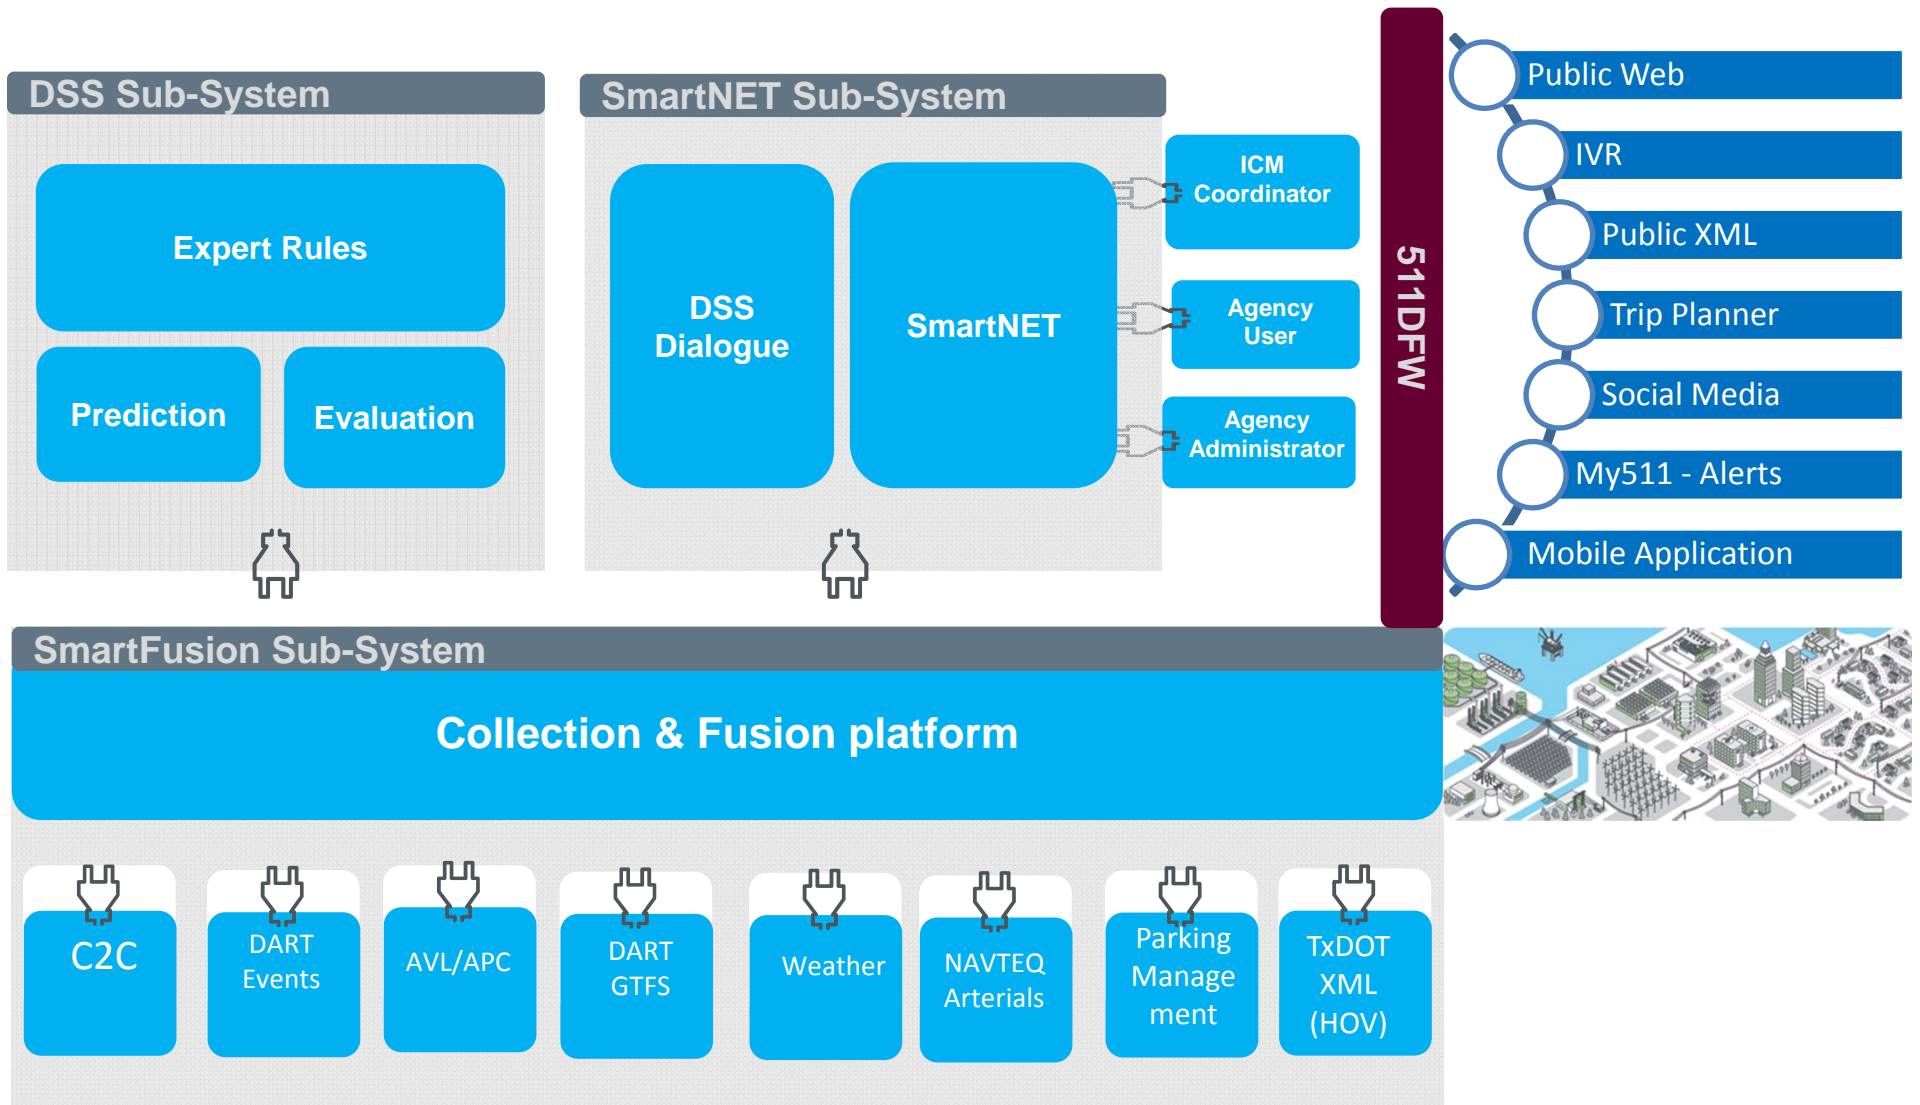 DSS Sub-System
Expert Rules
Prediction
Evaluation
SmartNET Sub-System
DSS
Dialogue
SmartNET
ICM
Coordinator
Agency
User
Agency
Administrator
511DFW
Public Web
IVR
Public XML
Trip Planner
Social Media
My511 - Alerts
Mobile Application
SmartFusion Sub-System
Collection & Fusion platform
C2C
DART
Events
AVL/APC
DART
GTFS
Weather
NAVTEQ
Arterials
Parking
Manage
ment
TxDOT
XML
(HOV)